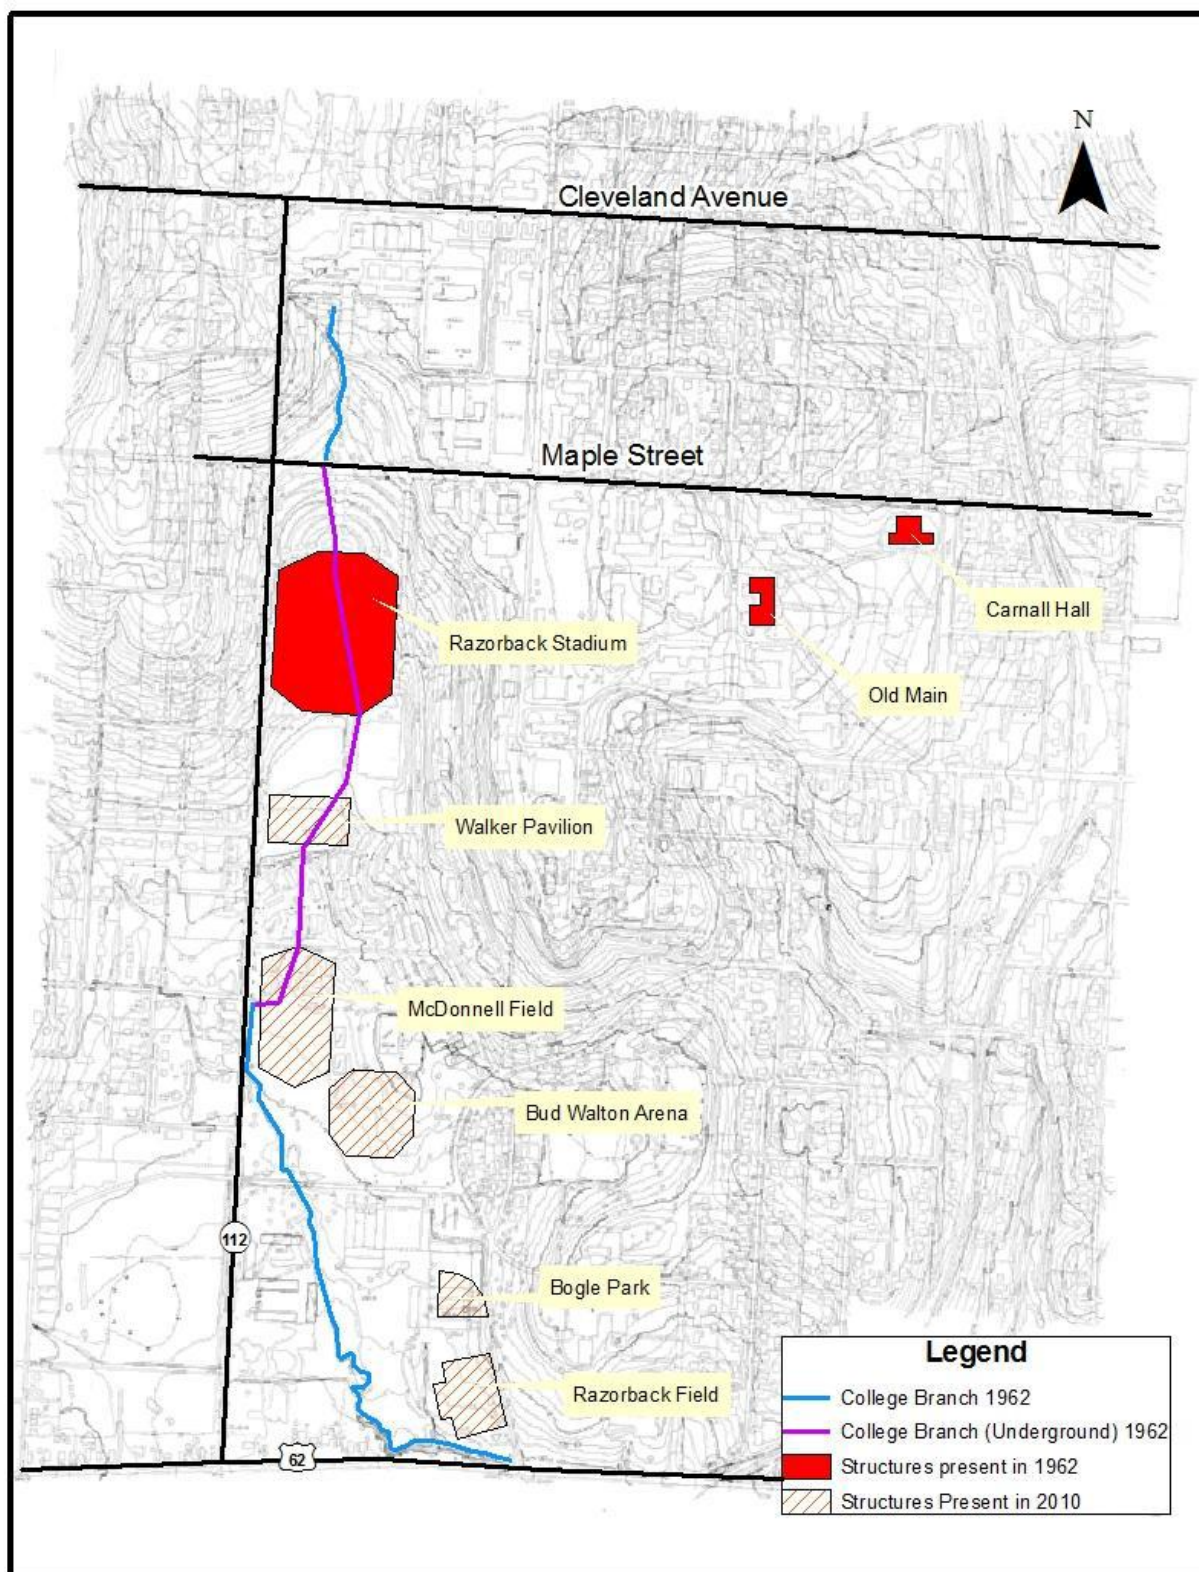 N
Cleveland Avenue
Maple Street
Carnall Hall
Razorback Stadium
Old Main
Walker Pavilion
McDonnell Field
Bud Walton Arena
112
Bogle Park
Razorback Field
62
Legend
College Branch 1962
College Branch (Underground) 1962
Structures present in 1962
Structures Present in 2010